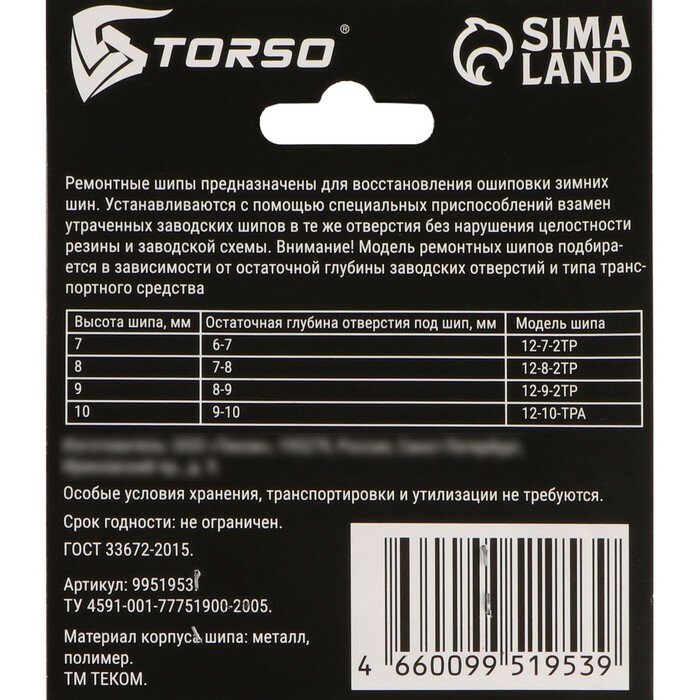 TORSO®
SIMA
LAND
Ремонтные шипы предназначены для восстановления ошиповки зимних
шин. Устанавливаются с помощью специальных приспособлений взамен
утраченных заводских шипов в те же отверстия без нарушения целостности
резины и заводской схемы. Внимание! Модель ремонтных шипов подбира-
ется в зависимости от остаточной глубины заводских отверстий и типа транс-
портного средства
Высота шипа, мм Остаточная глубина отверстия под шип, мм Модель шипа
7 6-7 12-7-2TP
8 7-8 12-8-2TP
9 8-9 12-9-2TP
10 9-10 12-10-TPA
Особые условия хранения, транспортировки и утилизации не требуются.
Срок годности: не ограничен.
ГОСТ 33672-2015.
Артикул: 9951953
ТУ 4591-001-77751900-2005.
Материал корпуса шипа: металл,
полимер.
ТМ ТЕКОМ.
4 660099 519539